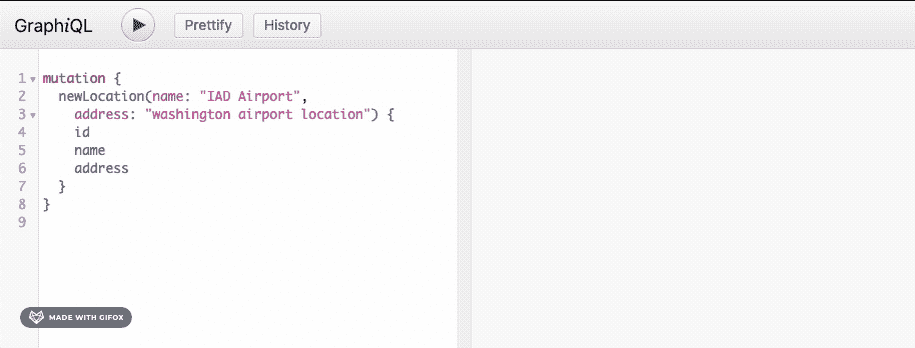 GraphiQL Prettify History
1 mutation {
2 newLocation(name: "IAD Airport",
3 address: "washington airport location") {
4 id
5 name
6 address
7 }
8 }
9
MADE WITH GIFOX